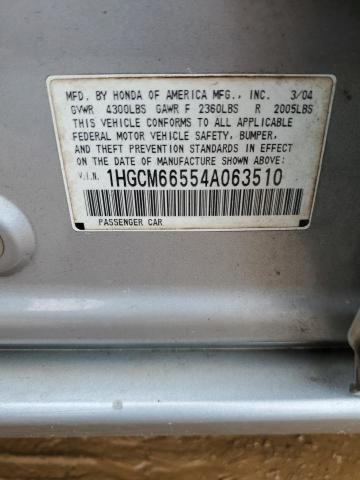 MFD. BY HONDA OF AMERICA MFG., INC. 3/04
GVWR 4300LBS GAWR F 2360LBS R 2005LBS
THIS VEHICLE CONFORMS TO ALL APPLICABLE
FEDERAL MOTOR VEHICLE SAFETY, BUMPER,
AND THEFT PREVENTION STANDARDS IN EFFECT
ON THE DATE OF MANUFACTURE SHOWN ABOVE.
V.I.N. 1HGCM66554A063510
PASSENGER CAR